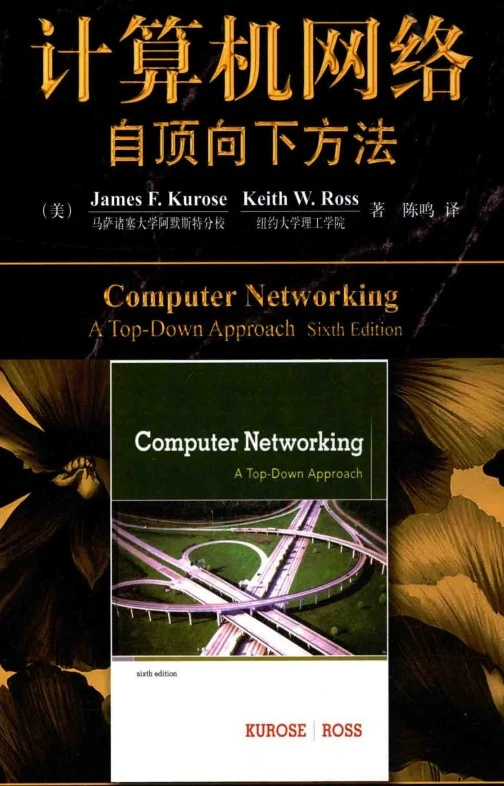 计算机网络
自顶向下方法
（美） James F. Kurose Keith W. Ross 著 陈鸣 译
马萨诸塞大学阿默斯特分校 纽约大学理工学院
Computer Networking
A Top-Down Approach Sixth Edition
Computer Networking
A Top-Down Approach
sixth edition
KUROSE | ROSS